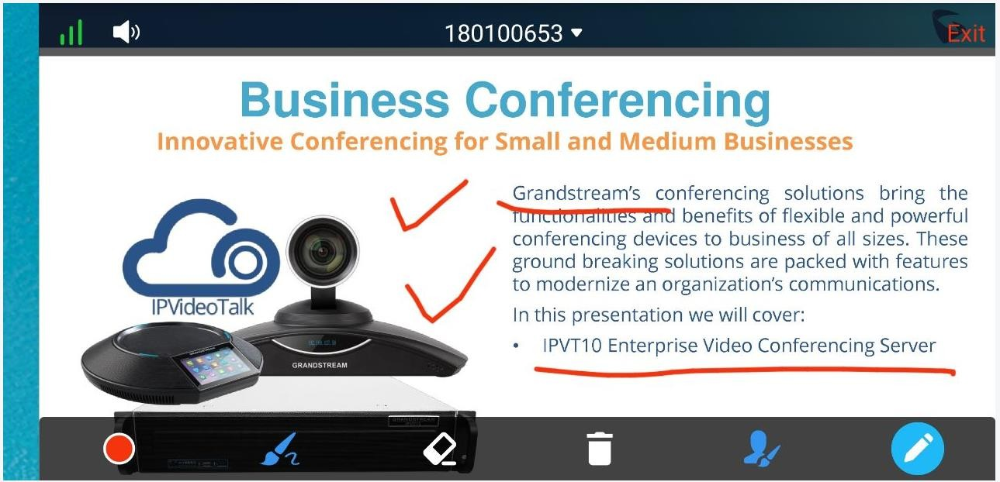 180100653
Exit
Business Conferencing
Innovative Conferencing for Small and Medium Businesses
Grandstream's conferencing solutions bring the
functionalities and benefits of flexible and powerful
conferencing devices to business of all sizes. These
ground breaking solutions are packed with features
to modernize an organization's communications.
In this presentation we will cover:
• IPVT10 Enterprise Video Conferencing Server
IPVideoTalk
GRANDSTREAM
GRANDSTREAM